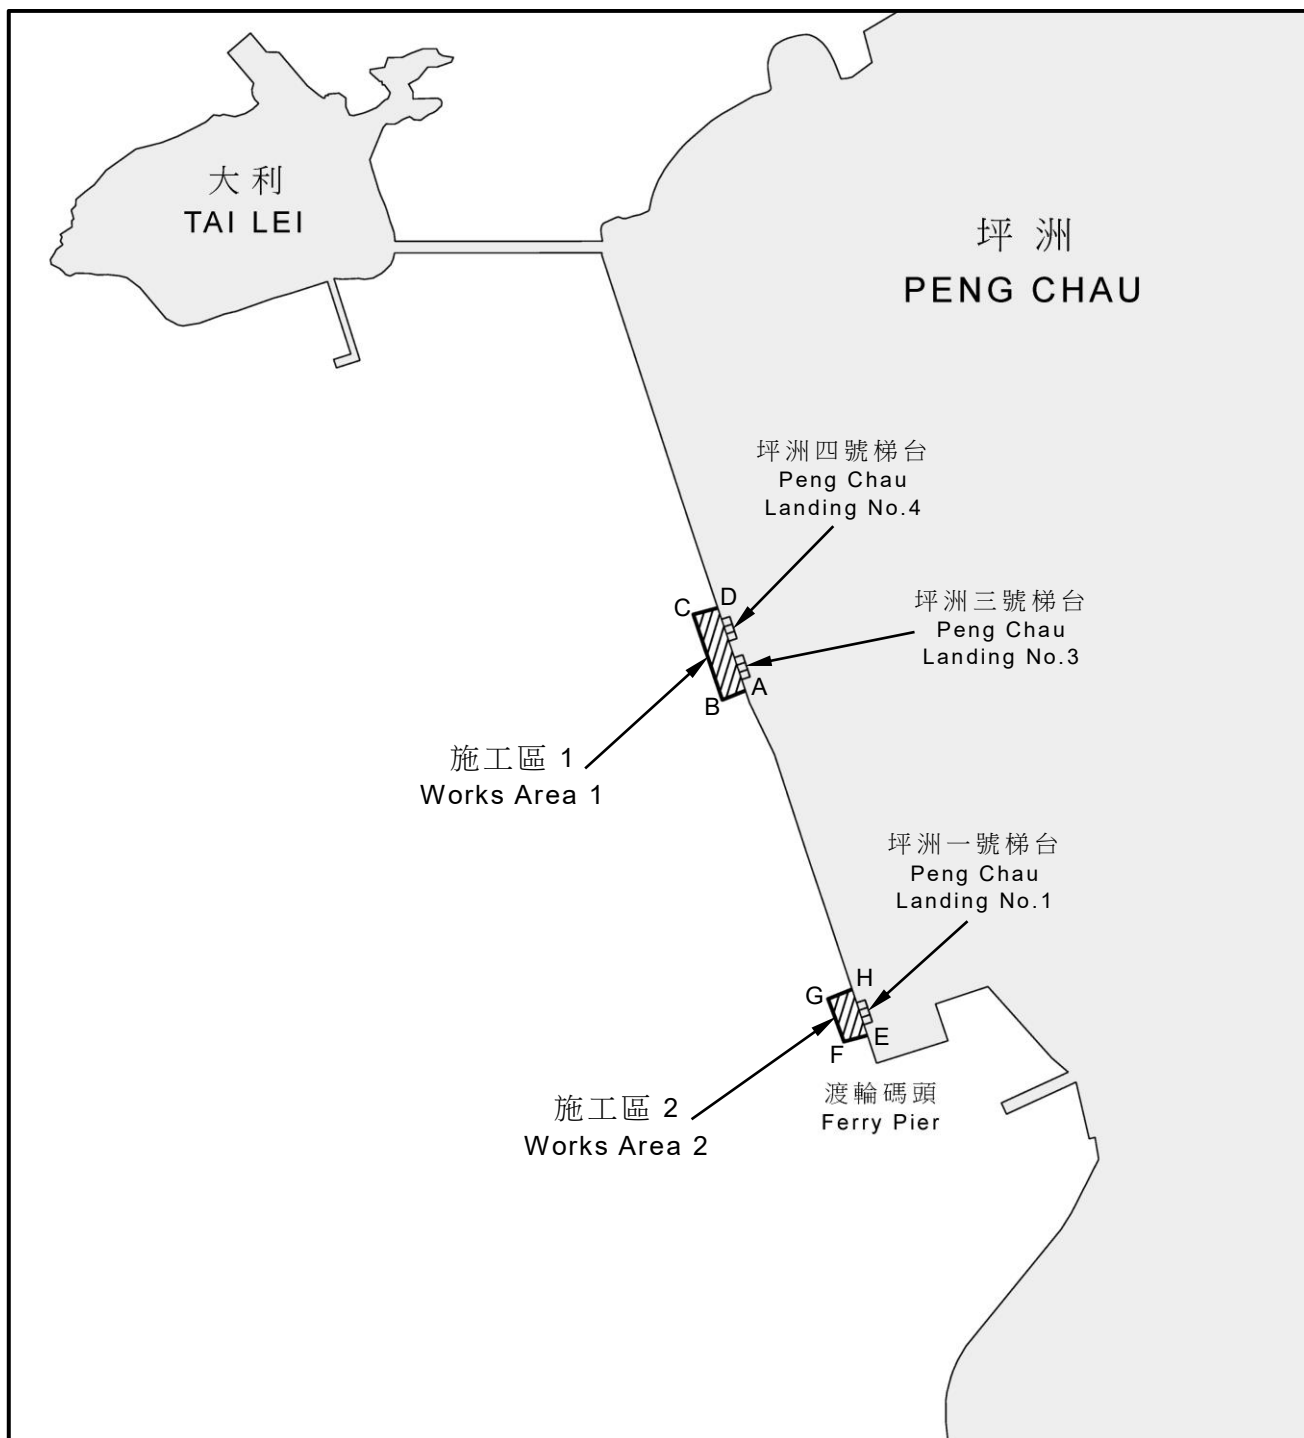 大利
TAI LEI
坪洲
PENG CHAU
坪洲四號梯台
Peng Chau
Landing No.4
坪洲三號梯台
Peng Chau
Landing No.3
C
D
A
B
施工區 1
Works Area 1
坪洲一號梯台
Peng Chau
Landing No.1
G
H
E
F
渡輪碼頭
Ferry Pier
施工區 2
Works Area 2